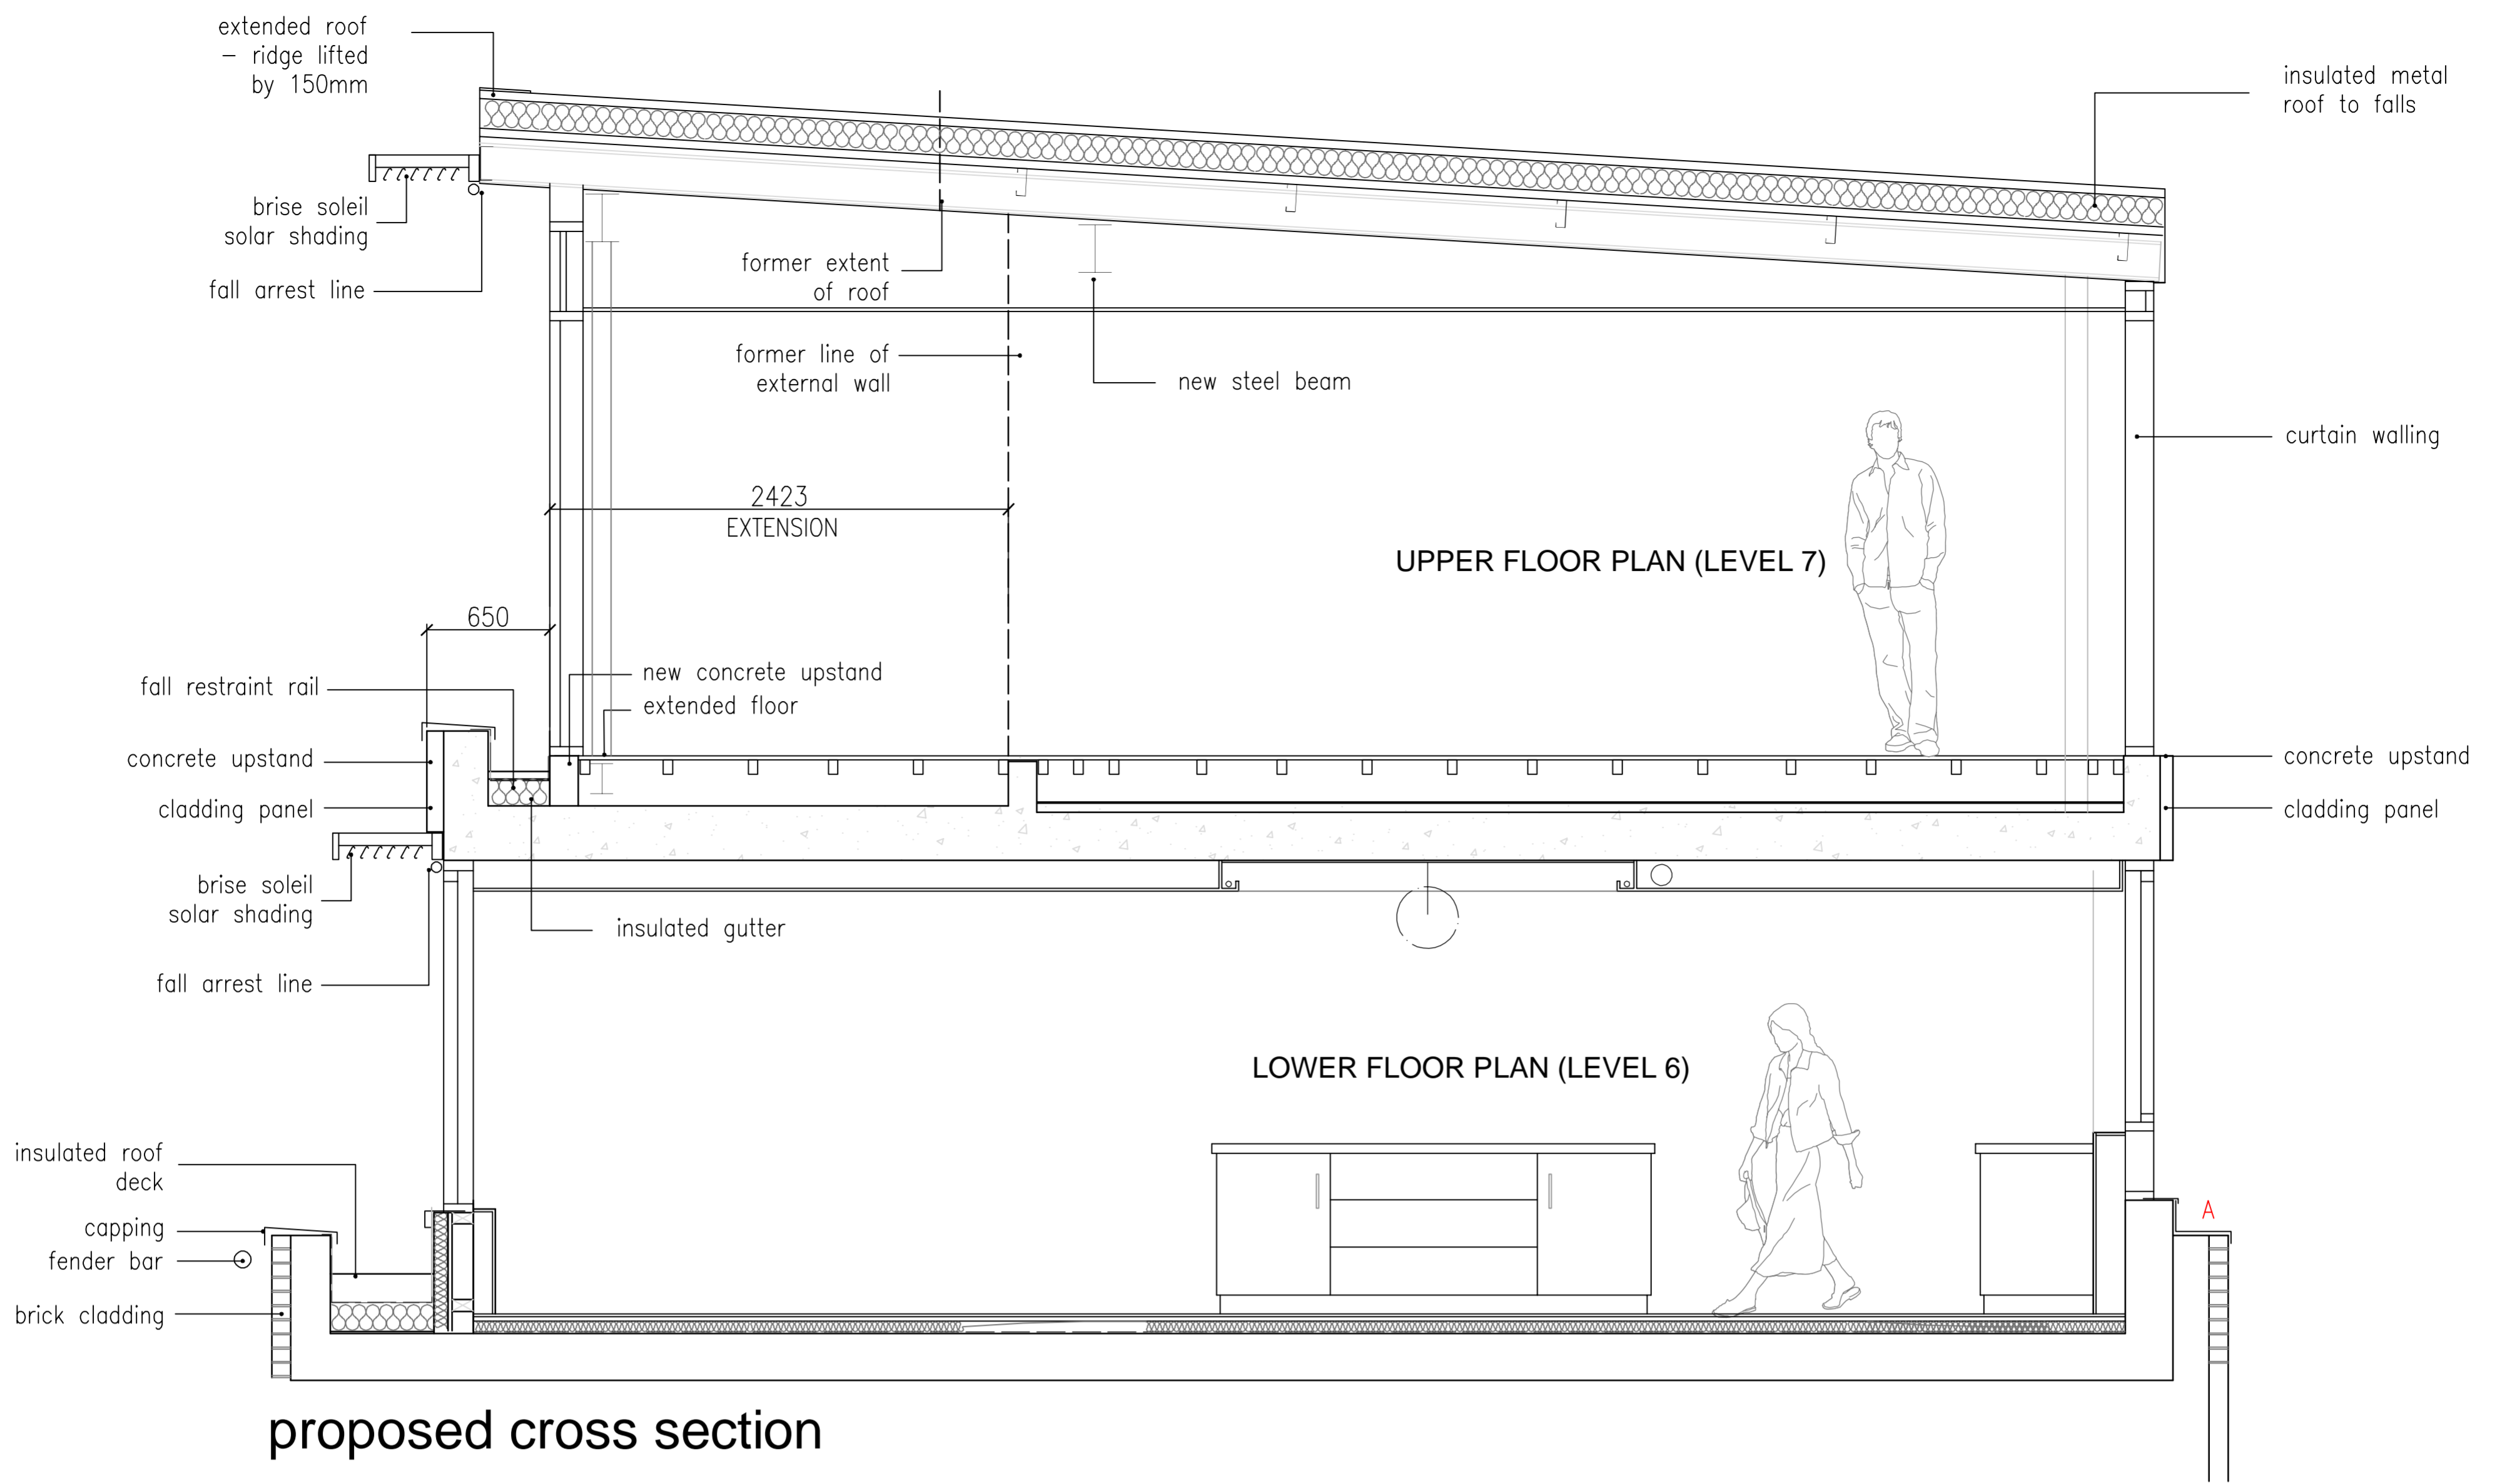 extended roof
– ridge lifted
by 150mm
insulated metal
roof to falls
brise soleil
solar shading
fall arrest line
former extent
of roof
former line of
external wall
new steel beam
curtain walling
2423
EXTENSION
UPPER FLOOR PLAN (LEVEL 7)
650
new concrete upstand
fall restraint rail
extended floor
concrete upstand
concrete upstand
cladding panel
cladding panel
brise soleil
solar shading
insulated gutter
fall arrest line
LOWER FLOOR PLAN (LEVEL 6)
insulated roof
deck
capping
fender bar
brick cladding
A
proposed cross section